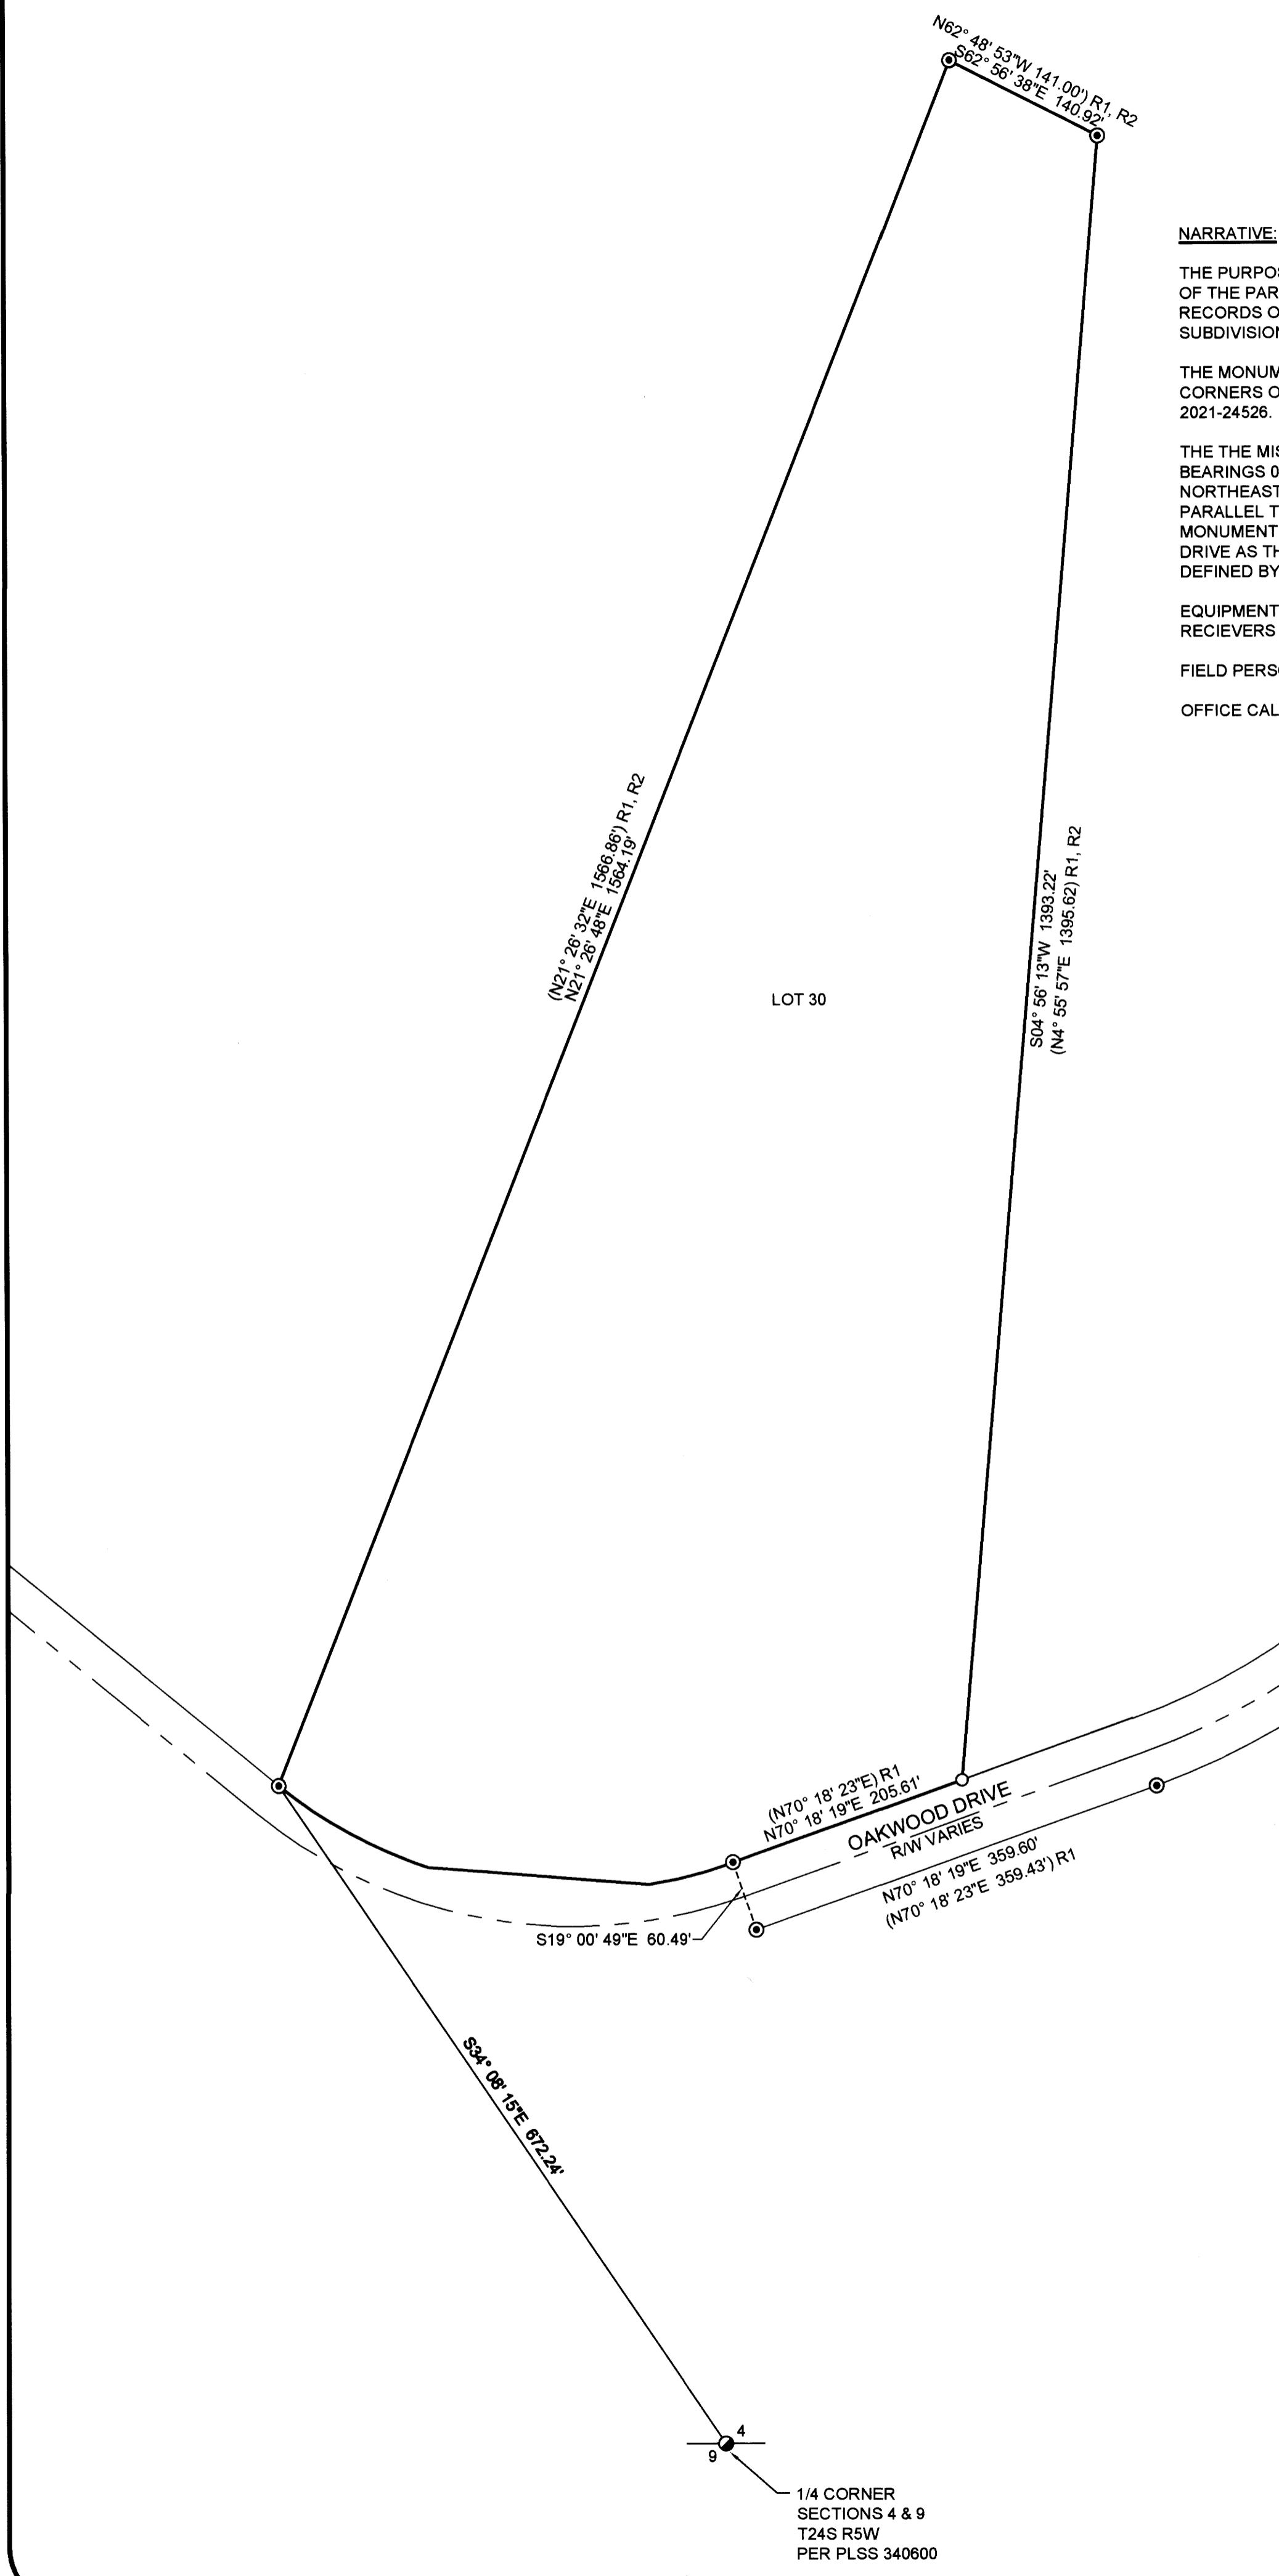 N62° 48' 53"W 141.00') R1, R2
S62° 56' 38"E 140.92'
NARRATIVE:
THE PURPOS
OF THE PAR
RECORDS O
SUBDIVISION
THE MONUM
CORNERS O
2021-24526.
THE THE MIS
BEARINGS 0
NORTHEAST
PARALLEL T
MONUMENT
DRIVE AS TH
DEFINED BY
EQUIPMENT
RECIEVERS
FIELD PERSO
OFFICE CAL
(N21° 26' 32"E 1566.86') R1, R2
N21° 26' 48"E 1564.19'
S04° 56' 13"W 1393.22'
(N4° 55' 57"E 1395.62) R1, R2
LOT 30
(N70° 18' 23"E) R1
N70° 18' 19"E 205.61'
OAKWOOD DRIVE
R/W VARIES
N70° 18' 19"E 359.60'
(N70° 18' 23"E 359.43') R1
S19° 00' 49"E 60.49'
S34° 08' 15"E 672.24'
4
9
1/4 CORNER
SECTIONS 4 & 9
T24S R5W
PER PLSS 340600